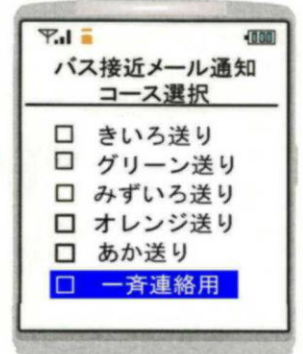 バス接近メール通知
コース選択
□ きいろ送り
□ グリーン送り
□ みずいろ送り
□ オレンジ送り
□ あか送り
□ 一斉連絡用